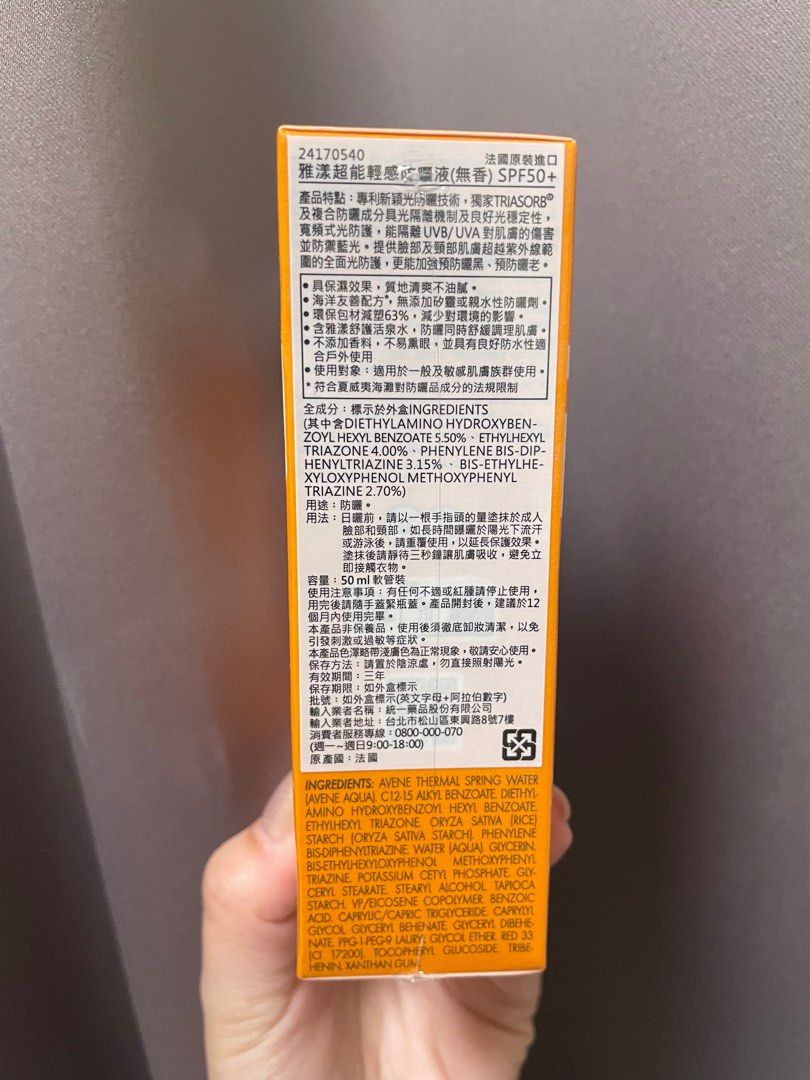 24170540 法國原裝進口
雅漾超能輕感防曬液(無香) SPF50+
產品特點：專利新穎光防曬技術，獨家TRIASORB®
及複合防曬成分具光隔離機制及良好光穩定性，
寬頻式光防護，能隔離UVB/UVA對肌膚的傷害
並防禦藍光。提供臉部及頸部肌膚超越紫外線範
圍的全面光防護，更能加強預防曬黑、預防曬老。
•具保濕效果，質地清爽不油膩。
•海洋友善配方*，無添加矽靈或親水性防曬劑。
•環保包材減塑63%，減少對環境的影響。
•含雅漾舒護活泉水，防曬同時舒緩調理肌膚。
•不添加香料，不易熏眼，並具有良好防水性適
合戶外使用
•使用對象：適用於一般及敏感肌膚族群使用。
*符合夏威夷海灘對防曬品成分的法規限制
全成分：標示於外盒INGREDIENTS
(其中含DIETHYLAMINO HYDROXYBEN-
ZOYL HEXYL BENZOATE 5.50%、ETHYLHEXYL
TRIAZONE 4.00%、PHENYLENE BIS-DIP-
HENYLTRIAZINE 3.15%、BIS-ETHYLHE-
XYLOXYPHENOL METHOXYPHENYL
TRIAZINE 2.70%)
用途：防曬。
用法：日曬前，請以一根手指頭的量塗抹於成人
臉部和頸部，如長時間曝曬於陽光下流汗
或游泳後，請重覆使用，以延長保護效果。
塗抹後請靜待三秒鐘讓肌膚吸收，避免立
即接觸衣物。
容量：50 ml 軟管裝
使用注意事項：有任何不適或紅腫請停止使用，
用完後請隨手蓋緊瓶蓋。產品開封後，建議於12
個月內使用完畢。
本產品非保養品，使用後須徹底卸妝清潔，以免
引發刺激或過敏等症狀。
本產品色澤略帶淺膚色為正常現象，敬請安心使用。
保存方法：請置於陰涼處，勿直接照射陽光。
有效期間：三年
保存期限：如外盒標示
批號：如外盒標示(英文字母+阿拉伯數字)
輸入業者名稱：統一藥品股份有限公司
輸入業者地址：台北市松山區東興路8號7樓
消費者服務專線：0800-000-070
(週一~週日9:00-18:00)
原產國：法國
INGREDIENTS: AVENE THERMAL SPRING WATER
(AVENE AQUA). C12-15 ALKYL BENZOATE. DIETHYL-
AMINO HYDROXYBENZOYL HEXYL BENZOATE.
ETHYLHEXYL TRIAZONE. ORYZA SATIVA (RICE)
STARCH (ORYZA SATIVA STARCH). PHENYLENE
BIS-DIPHENYLTRIAZINE. WATER (AQUA). GLYCERIN.
BIS-ETHYLHEXYLOXYPHENOL METHOXYPHENYL
TRIAZINE. POTASSIUM CETYL PHOSPHATE. GLY-
CERYL STEARATE. STEARYL ALCOHOL. TAPIOCA
STARCH. VP/EICOSENE COPOLYMER. BENZOIC
ACID. CAPRYLIC/CAPRIC TRIGLYCERIDE. CAPRYLYL
GLYCOL. GLYCERYL BEHENATE. GLYCERYL DIBEHE-
NATE. PPG-1-PEG-9 LAURYL GLYCOL ETHER. RED 33
(CI 17200). TOCOPHERYL GLUCOSIDE. TRIBE-
HENIN. XANTHAN GUM.